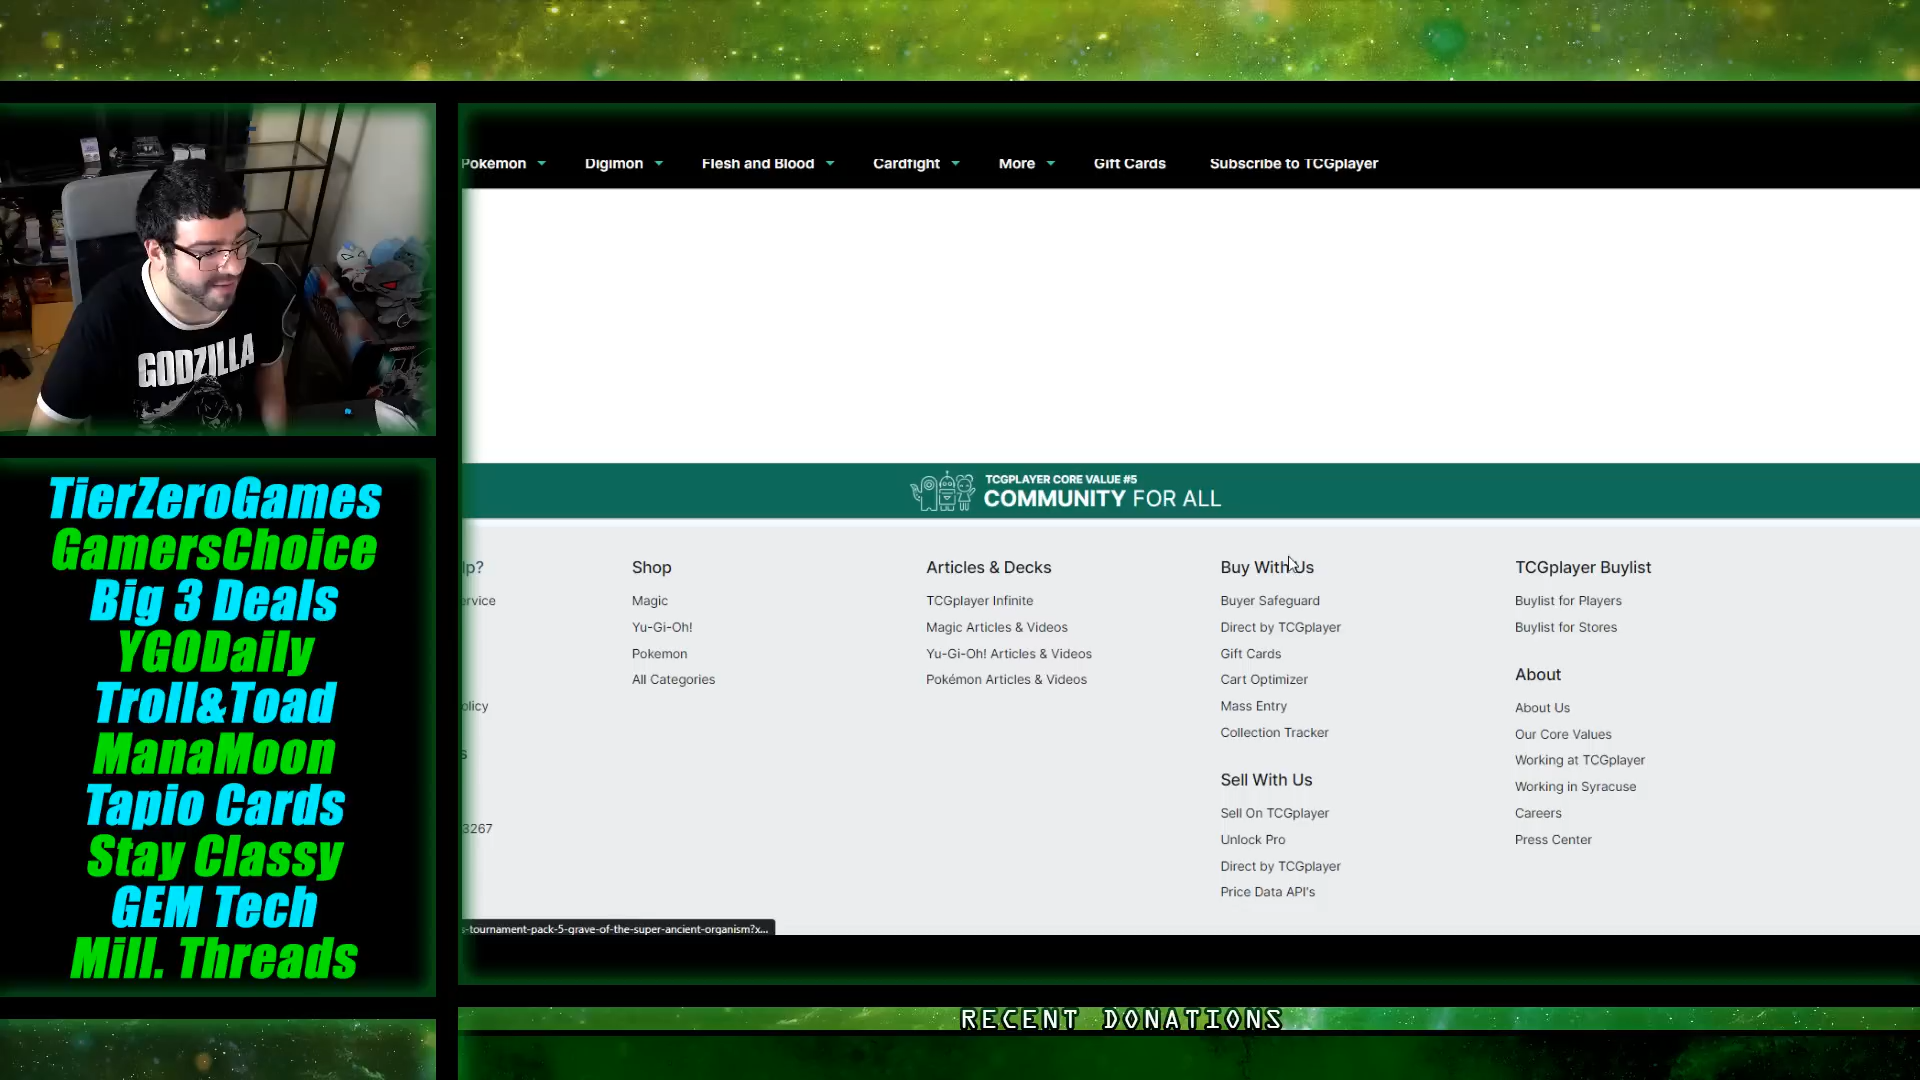 Pokemon
Digimon
Flesh and Blood
Cardfight
More
Gift Cards
Subscribe to TCGplayer
GODZILLA
TCGPLAYER CORE VALUE #5
COMMUNITY FOR ALL
lp?
ervice
olicy
s
3267
Shop
Magic
Yu-Gi-Oh!
Pokemon
All Categories
Articles & Decks
TCGplayer Infinite
Magic Articles & Videos
Yu-Gi-Oh! Articles & Videos
Pokémon Articles & Videos
Buy With Us
Buyer Safeguard
Direct by TCGplayer
Gift Cards
Cart Optimizer
Mass Entry
Collection Tracker
Sell With Us
Sell On TCGplayer
Unlock Pro
Direct by TCGplayer
Price Data API's
TCGplayer Buylist
Buylist for Players
Buylist for Stores
About
About Us
Our Core Values
Working at TCGplayer
Working in Syracuse
Careers
Press Center
s-tournament-pack-5-grave-of-the-super-ancient-organism?x...
TierZeroGames
GamersChoice
Big 3 Deals
YGODaily
Troll&Toad
ManaMoon
Tapio Cards
Stay Classy
GEM Tech
Mill. Threads
RECENT DONATIONS